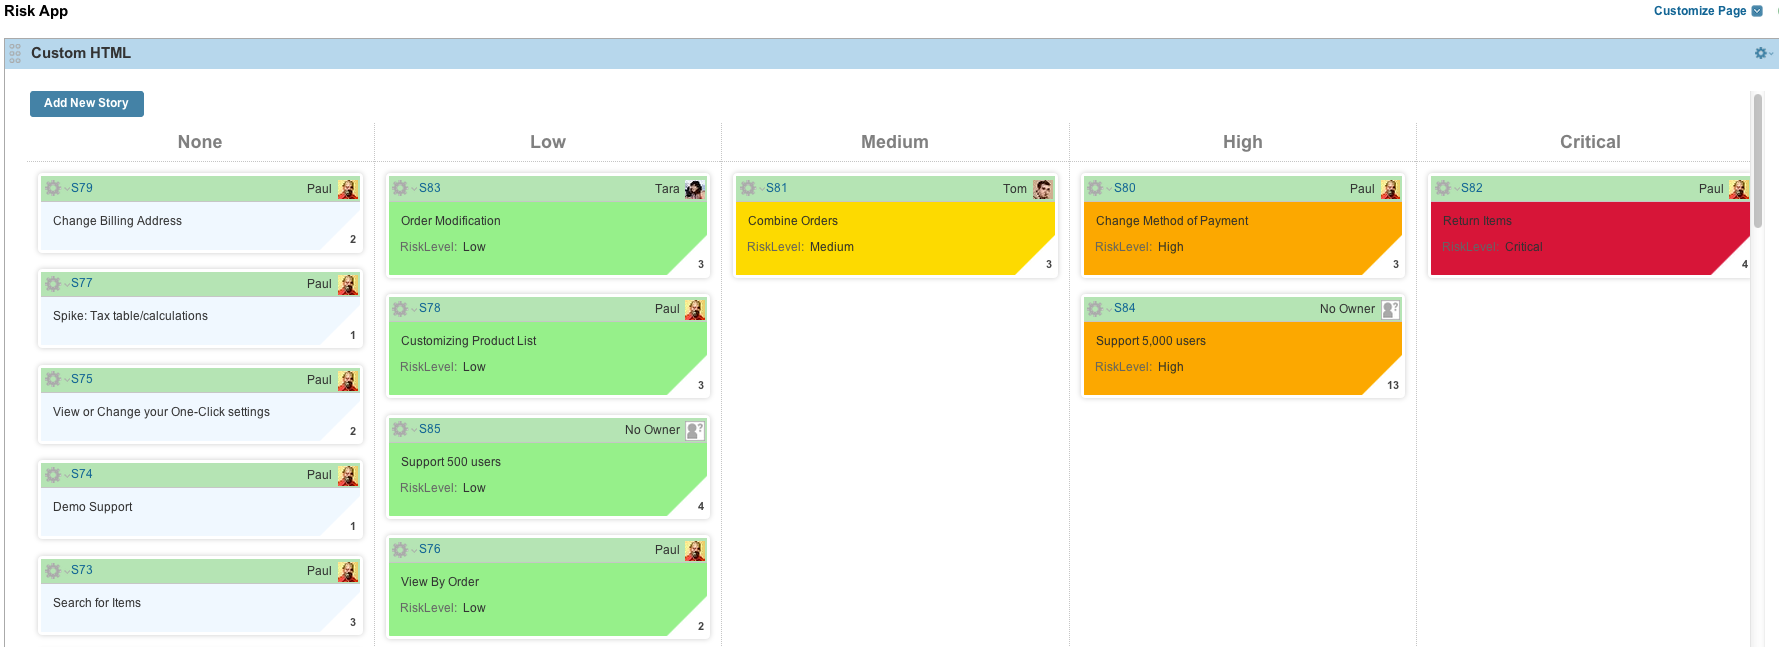 Risk App
Customize Page
Custom HTML
Add New Story
None
Low
Medium
High
Critical
S79 Paul
Change Billing Address
2
S77 Paul
Spike: Tax table/calculations
1
S75 Paul
View or Change your One-Click settings
2
S74 Paul
Demo Support
1
S73 Paul
Search for Items
3
S83 Tara
Order Modification
RiskLevel: Low
3
S78 Paul
Customizing Product List
RiskLevel: Low
3
S85 No Owner
Support 500 users
RiskLevel: Low
4
S76 Paul
View By Order
RiskLevel: Low
2
S81 Tom
Combine Orders
RiskLevel: Medium
3
S80 Paul
Change Method of Payment
RiskLevel: High
3
S84 No Owner
Support 5,000 users
RiskLevel: High
13
S82 Paul
Return Items
RiskLevel: Critical
4